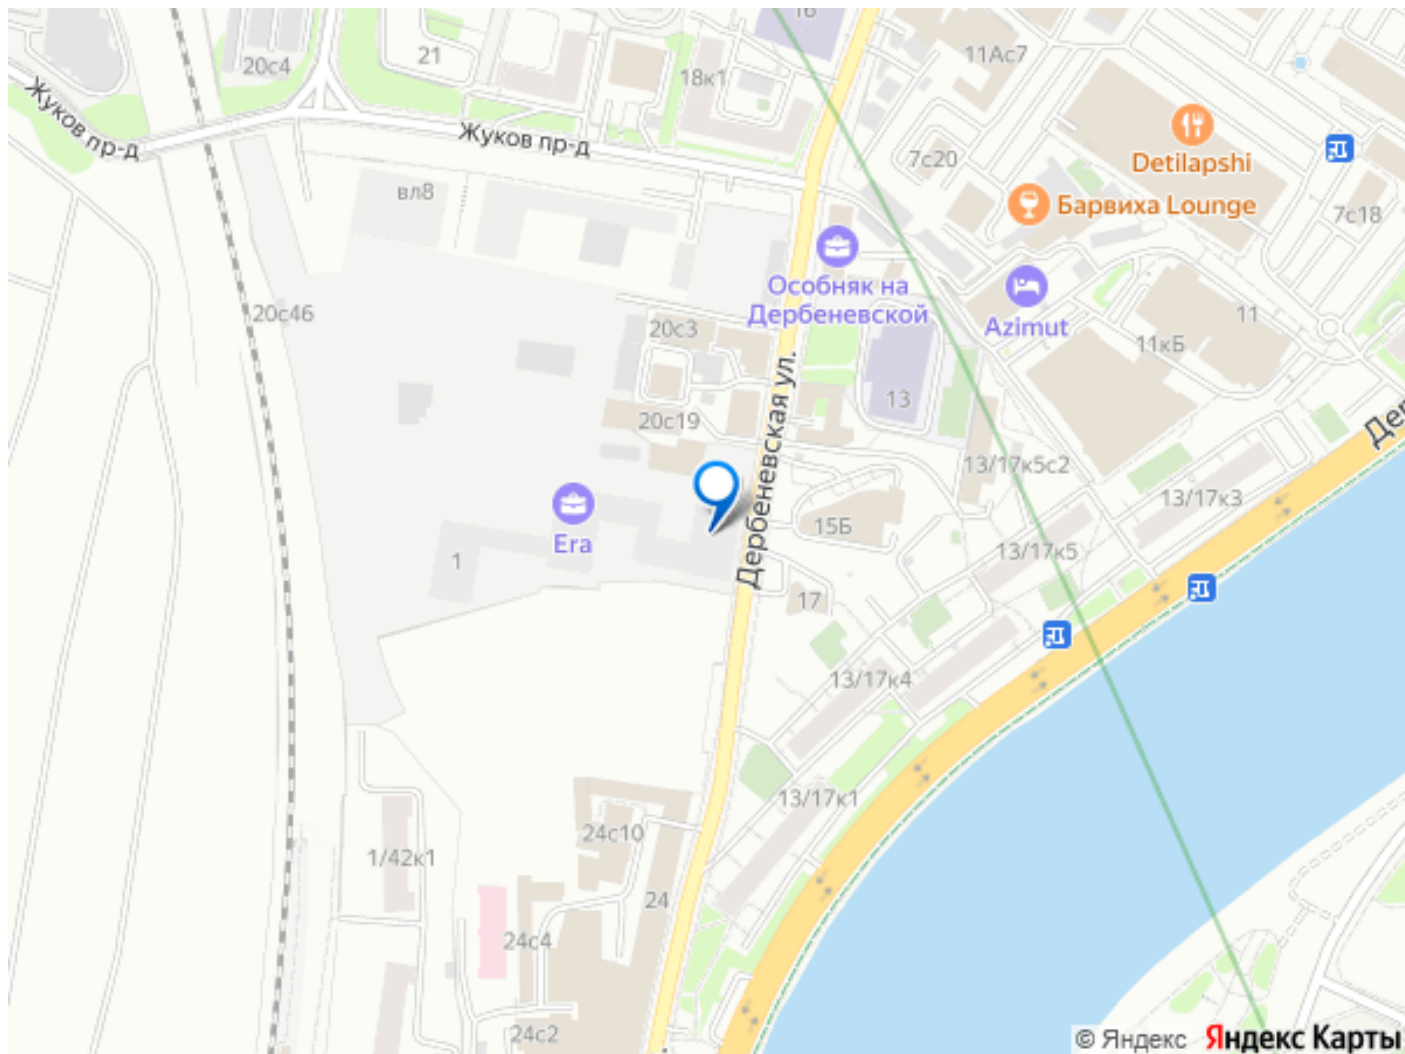 16
21
20с4
11Ас7
18к1
Жуков пр-д
Жуков пр-д
Detilapshi
7с20
вл8
Барвиха Lounge
7с18
Особняк на
Дербеневской
Azimut
20с46
20с3
11
11кБ
13
20с19
Дербеневская ул.
Дер
13/17к5с2
13/17к3
15Б
13/17к5
Era
1
17
13/17к4
13/17к1
24с10
1/42к1
24
24с4
24с2
© Яндекс Яндекс Карты